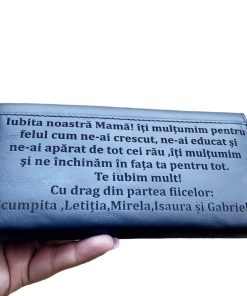 Iubita noastră Mamă! îți mulțumim pentru
felul cum ne-ai crescut, ne-ai educat și
ne-ai apărat de tot cei rău ,îți mulțumim
și ne închinăm în fața ta pentru tot.
Te iubim mult!
Cu drag din partea fiicelor:
cumpita ,Letiția,Mirela,Isaura și Gabriel